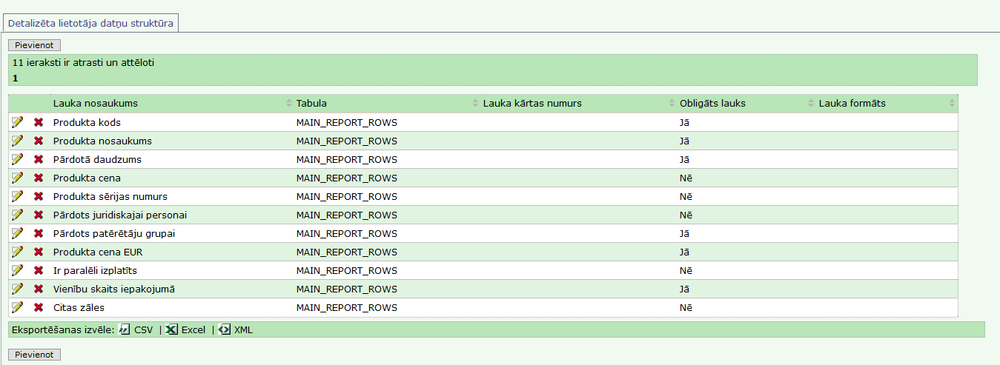 Detalizēta lietotāja datņu struktūra
Pievienot
11 ieraksti ir atrasti un attēloti
1
Lauka nosaukums Tabula Lauka kārtas numurs Obligāts lauks Lauka formāts
Produkta kods MAIN_REPORT_ROWS Jā
Produkta nosaukums MAIN_REPORT_ROWS Jā
Pārdotā daudzums MAIN_REPORT_ROWS Jā
Produkta cena MAIN_REPORT_ROWS Nē
Produkta sērijas numurs MAIN_REPORT_ROWS Nē
Pārdots juridiskajai personai MAIN_REPORT_ROWS Nē
Pārdots patērētāju grupai MAIN_REPORT_ROWS Jā
Produkta cena EUR MAIN_REPORT_ROWS Jā
Ir paralēli izplatīts MAIN_REPORT_ROWS Nē
Vienību skaits iepakojumā MAIN_REPORT_ROWS Jā
Citas zāles MAIN_REPORT_ROWS Nē
Eksportēšanas izvēle: CSV | Excel | XML
Pievienot